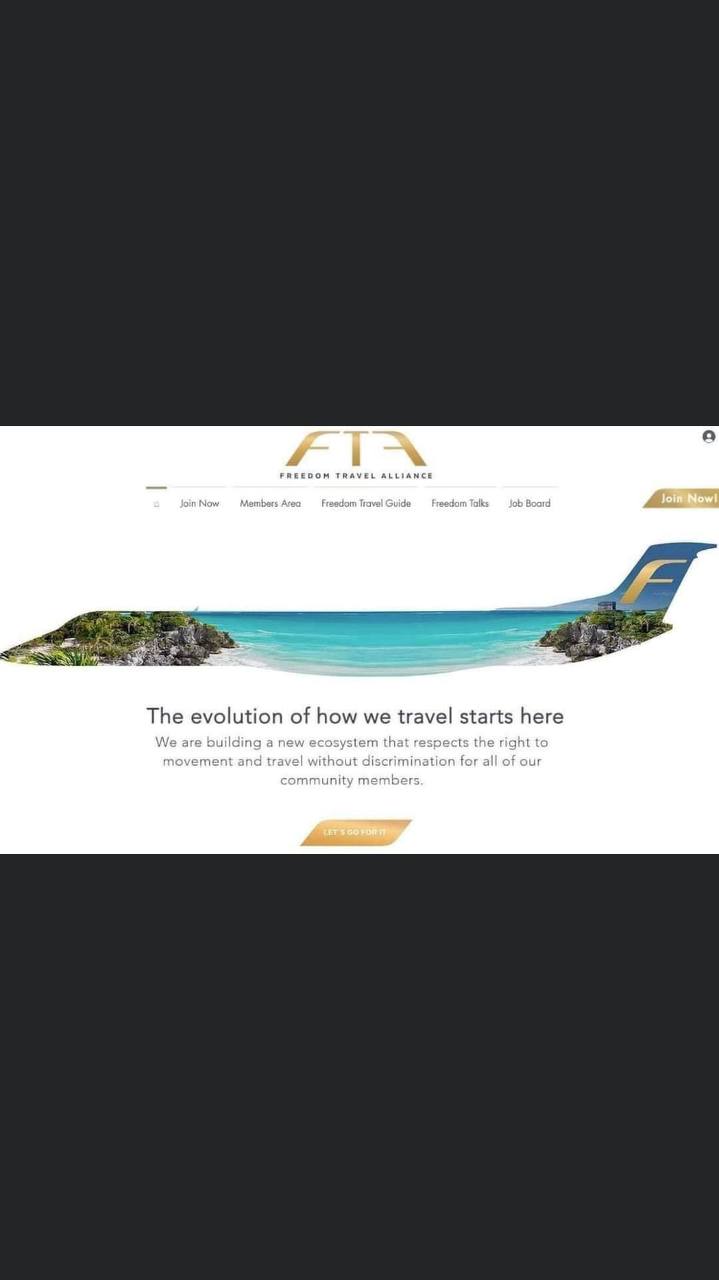 FTA
FREEDOM TRAVEL ALLIANCE
Join Now
Members Area
Freedom Travel Guide
Freedom Talks
Job Board
Join Now!
F
The evolution of how we travel starts here
We are building a new ecosystem that respects the right to
movement and travel without discrimination for all of our
community members.
LET'S GO FOR IT